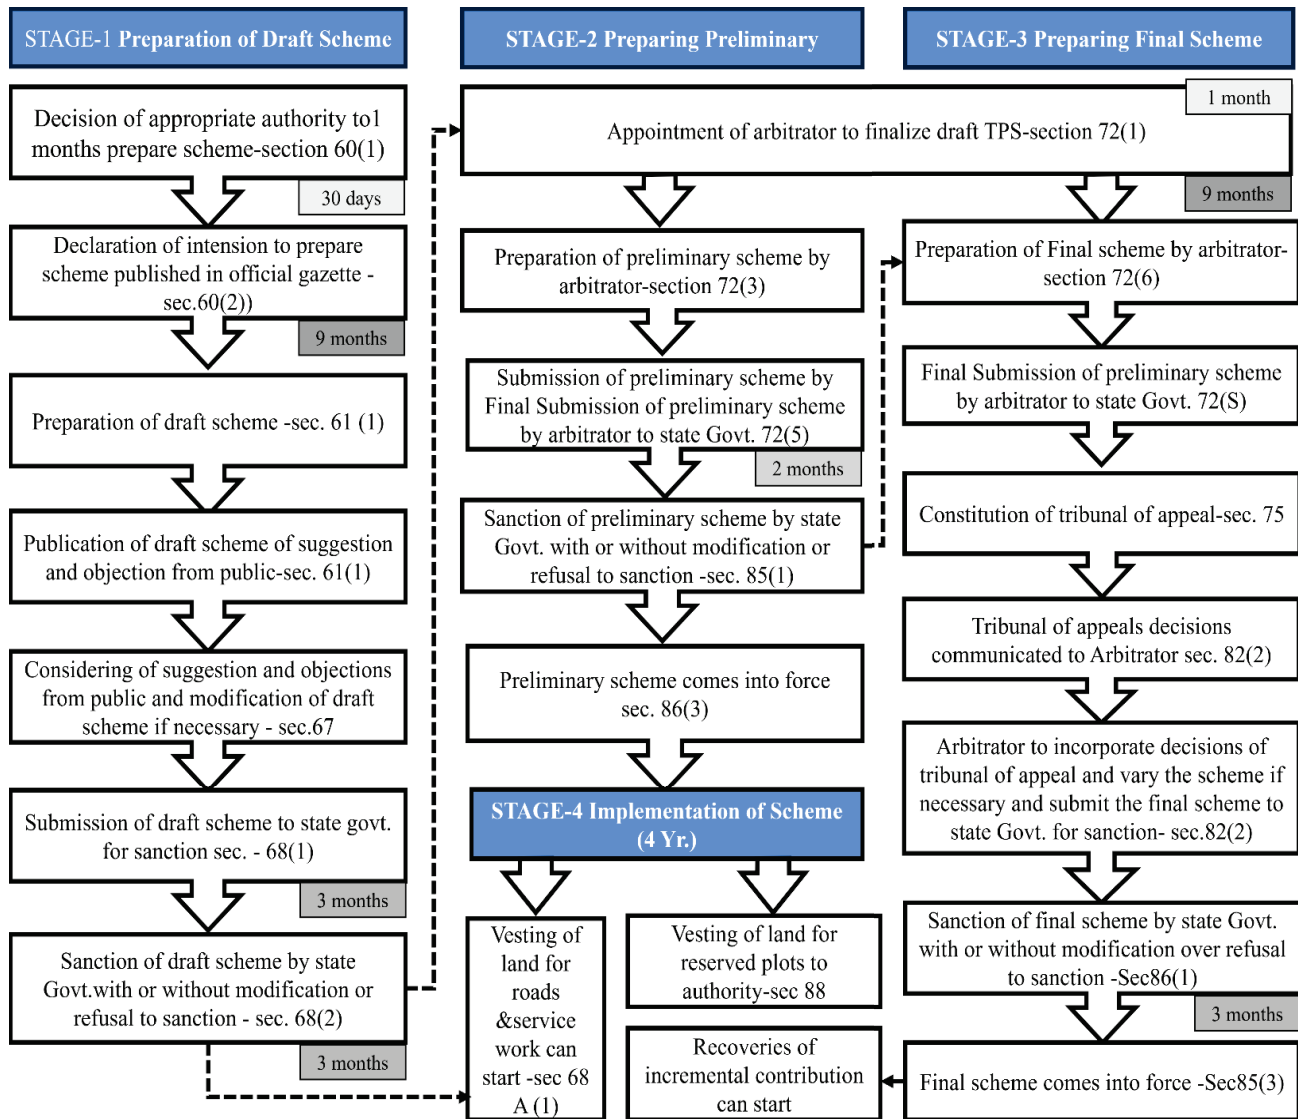 STAGE-1 Preparation of Draft Scheme
Decision of appropriate authority to1
months prepare scheme-section 60(1)
30 days
Declaration of intension to prepare
scheme published in official gazette -
sec.60(2))
9 months
Preparation of draft scheme -sec. 61 (1)
Publication of draft scheme of suggestion
and objection from public-sec. 61(1)
Considering of suggestion and objections
from public and modification of draft
scheme if necessary - sec.67
Submission of draft scheme to state govt.
for sanction sec. - 68(1)
3 months
Sanction of draft scheme by state
Govt.with or without modification or
refusal to sanction - sec. 68(2)
3 months
STAGE-2 Preparing Preliminary
1 month
Appointment of arbitrator to finalize draft TPS-section 72(1)
9 months
Preparation of preliminary scheme by
arbitrator-section 72(3)
Submission of preliminary scheme by
Final Submission of preliminary scheme
by arbitrator to state Govt. 72(5)
2 months
Sanction of preliminary scheme by state
Govt. with or without modification or
refusal to sanction -sec. 85(1)
Preliminary scheme comes into force
sec. 86(3)
STAGE-4 Implementation of Scheme
(4 Yr.)
Vesting of
land for
roads
&service
work can
start -sec 68
A (1)
Vesting of land for
reserved plots to
authority-sec 88
Recoveries of
incremental contribution
can start
STAGE-3 Preparing Final Scheme
Preparation of Final scheme by arbitrator-
section 72(6)
Final Submission of preliminary scheme
by arbitrator to state Govt. 72(S)
Constitution of tribunal of appeal-sec. 75
Tribunal of appeals decisions
communicated to Arbitrator sec. 82(2)
Arbitrator to incorporate decisions of
tribunal of appeal and vary the scheme if
necessary and submit the final scheme to
state Govt. for sanction- sec.82(2)
Sanction of final scheme by state Govt.
with or without modification over refusal
to sanction -Sec86(1)
3 months
Final scheme comes into force -Sec85(3)